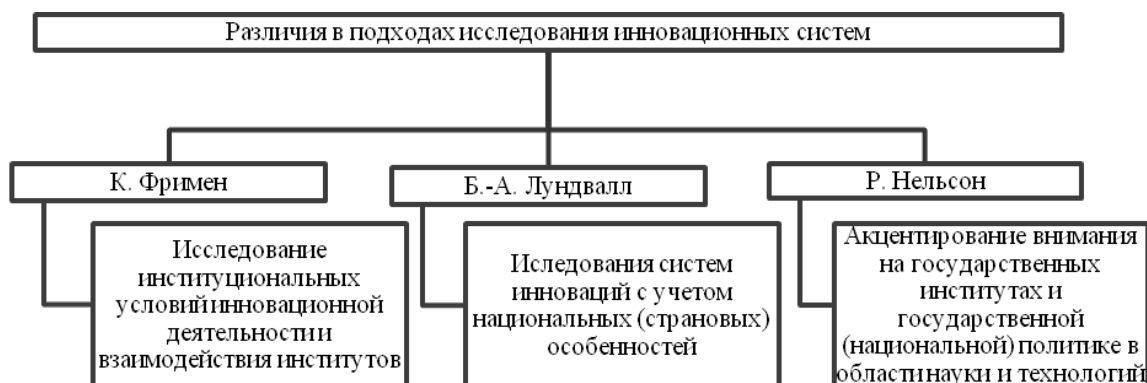 Различия в подходах исследования инновационных систем
К. Фримен
Б.-А. Лундвалл
Р. Нельсон
Исследование
институциональных
условий инновационной
деятельности и
взаимодействия институтов
Иследования систем
инноваций с учетом
национальных (страновых)
особенностей
Акцентирование внимания
на государственных
институтах и
государственной
(национальной) политике в
области науки и технологий